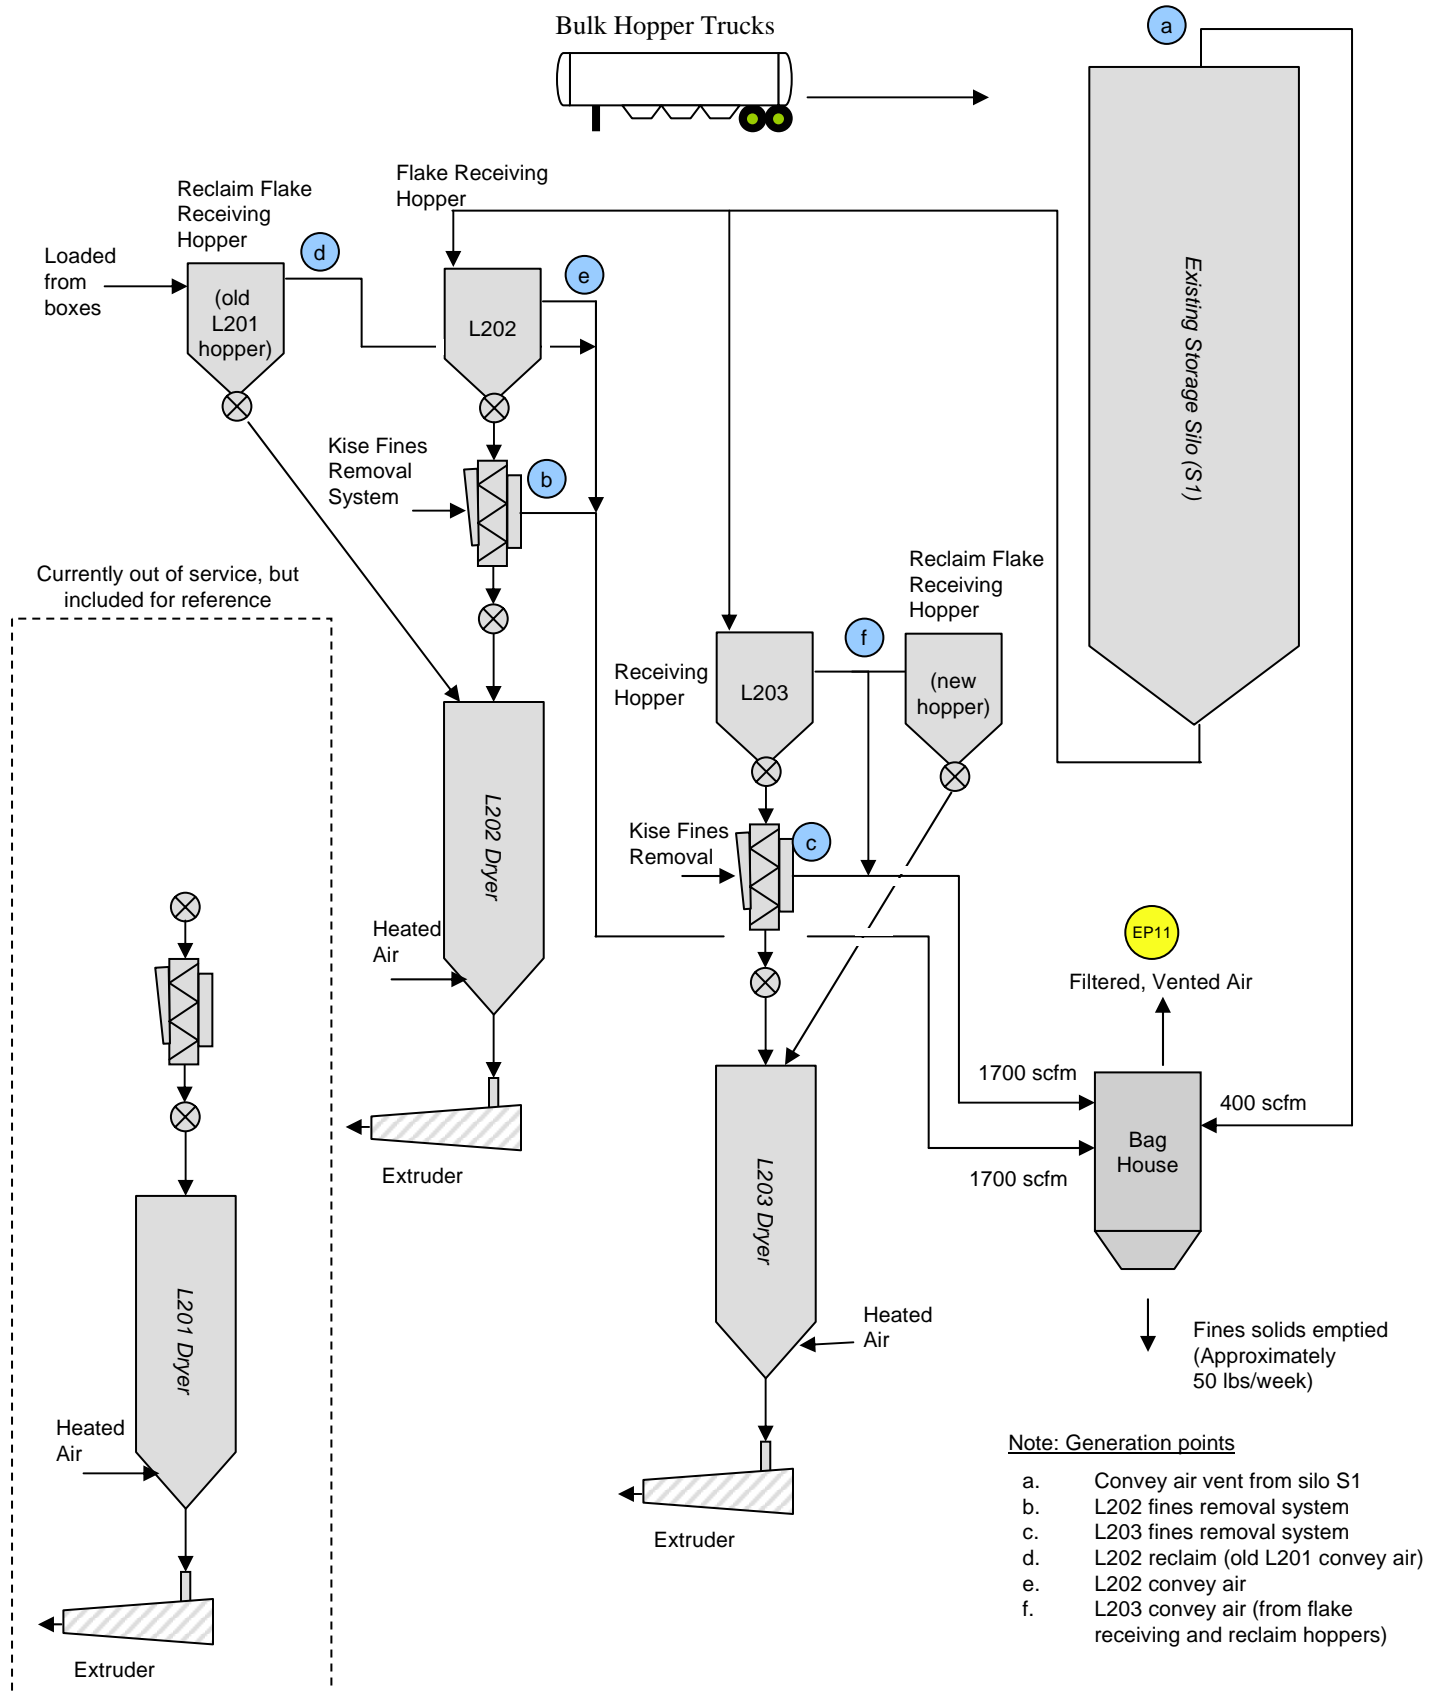 Bulk Hopper Trucks
a
Flake Receiving
Hopper
Reclaim Flake
Receiving
Hopper
d
Loaded
from
boxes
(old
L201
hopper)
e
L202
Existing Storage Silo (S1)
Kise Fines
Removal
System
b
Currently out of service, but
included for reference
Reclaim Flake
Receiving
Hopper
f
Receiving
Hopper
L203
(new
hopper)
L202 Dryer
Kise Fines
Removal
c
Heated
Air
EP11
Filtered, Vented Air
1700 scfm
400 scfm
Bag
House
1700 scfm
Extruder
L203 Dryer
L201 Dryer
Heated
Air
Fines solids emptied
(Approximately
50 lbs/week)
Heated
Air
Extruder
Extruder
Note: Generation points
a. Convey air vent from silo S1
b. L202 fines removal system
c. L203 fines removal system
d. L202 reclaim (old L201 convey air)
e. L202 convey air
f. L203 convey air (from flake
receiving and reclaim hoppers)